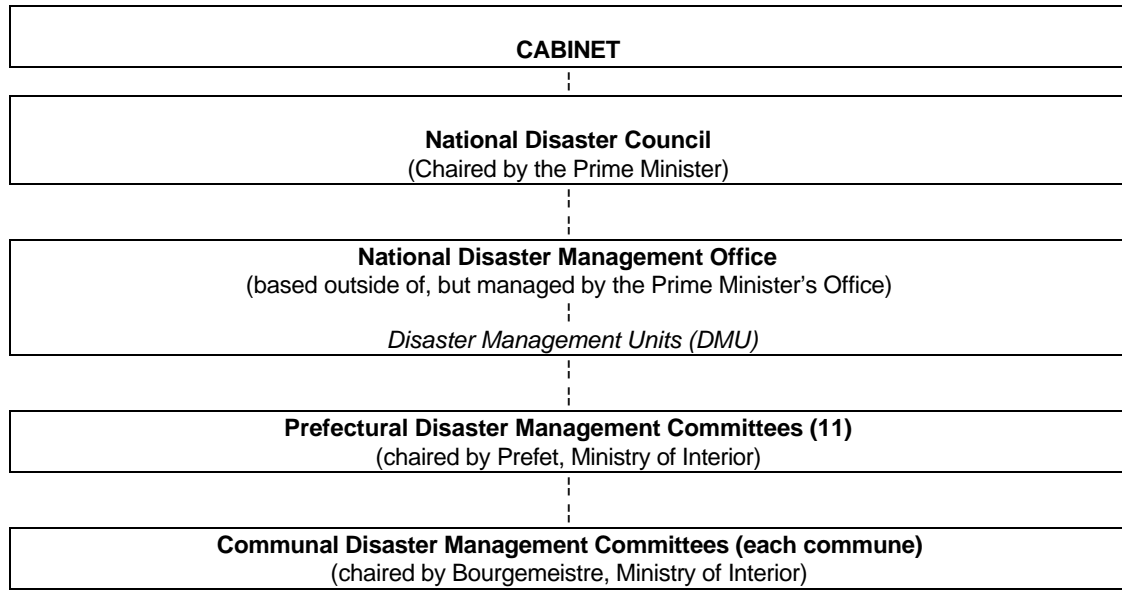 CABINET
National Disaster Council
(Chaired by the Prime Minister)
National Disaster Management Office
(based outside of, but managed by the Prime Minister's Office)
Disaster Management Units (DMU)
Prefectural Disaster Management Committees (11)
(chaired by Prefet, Ministry of Interior)
Communal Disaster Management Committees (each commune)
(chaired by Bourgemeistre, Ministry of Interior)